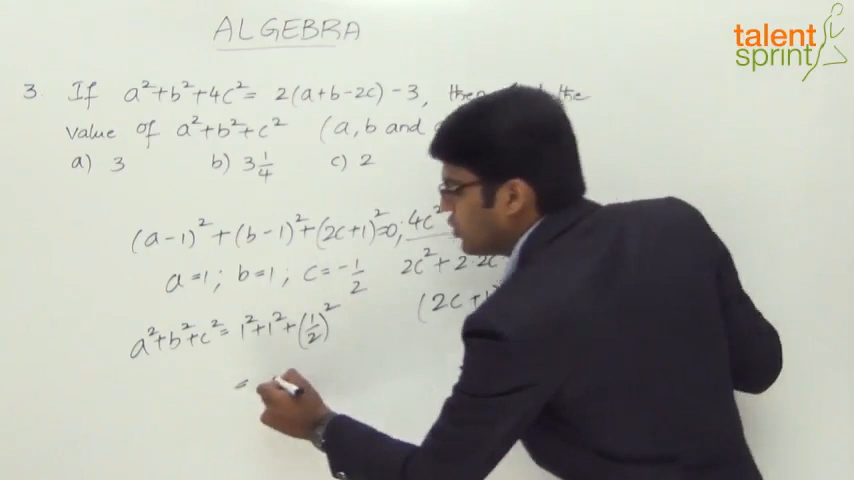 ALGEBRA
talent
sprint
3 If a²+b²+4c² = 2(a+b-2c) -3, the
value of a²+b²+c² (a, b and
a) 3 b) 3 1/4 c) 2
(a-1)² + (b-1)² + (2c+1)² = 0; 4c²
a=1; b=1; c=-1/2 2c² + 2·2c
(2c+1
a²+b²+c² = 1²+1²+(1/2)²
=